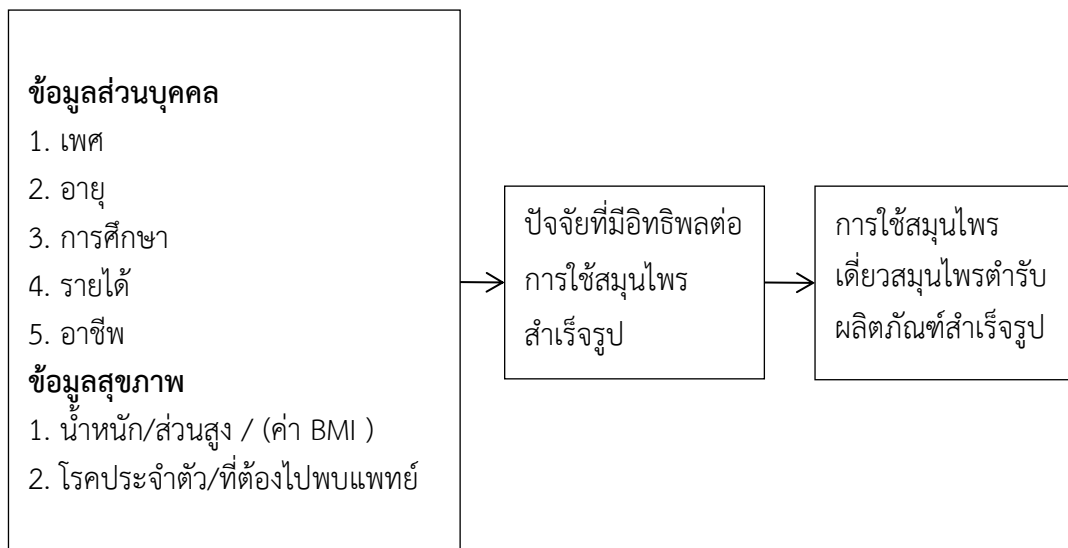 ข้อมูลส่วนบุคคล
1. เพศ
2. อายุ
3. การศึกษา
4. รายได้
5. อาชีพ
ข้อมูลสุขภาพ
1. น้ำหนัก/ส่วนสูง / (ค่า BMI )
2. โรคประจำตัว/ที่ต้องไปพบแพทย์
ปัจจัยที่มีอิทธิพลต่อ
การใช้สมุนไพร
สำเร็จรูป
การใช้สมุนไพร
เดี่ยวสมุนไพรตำรับ
ผลิตภัณฑ์สำเร็จรูป